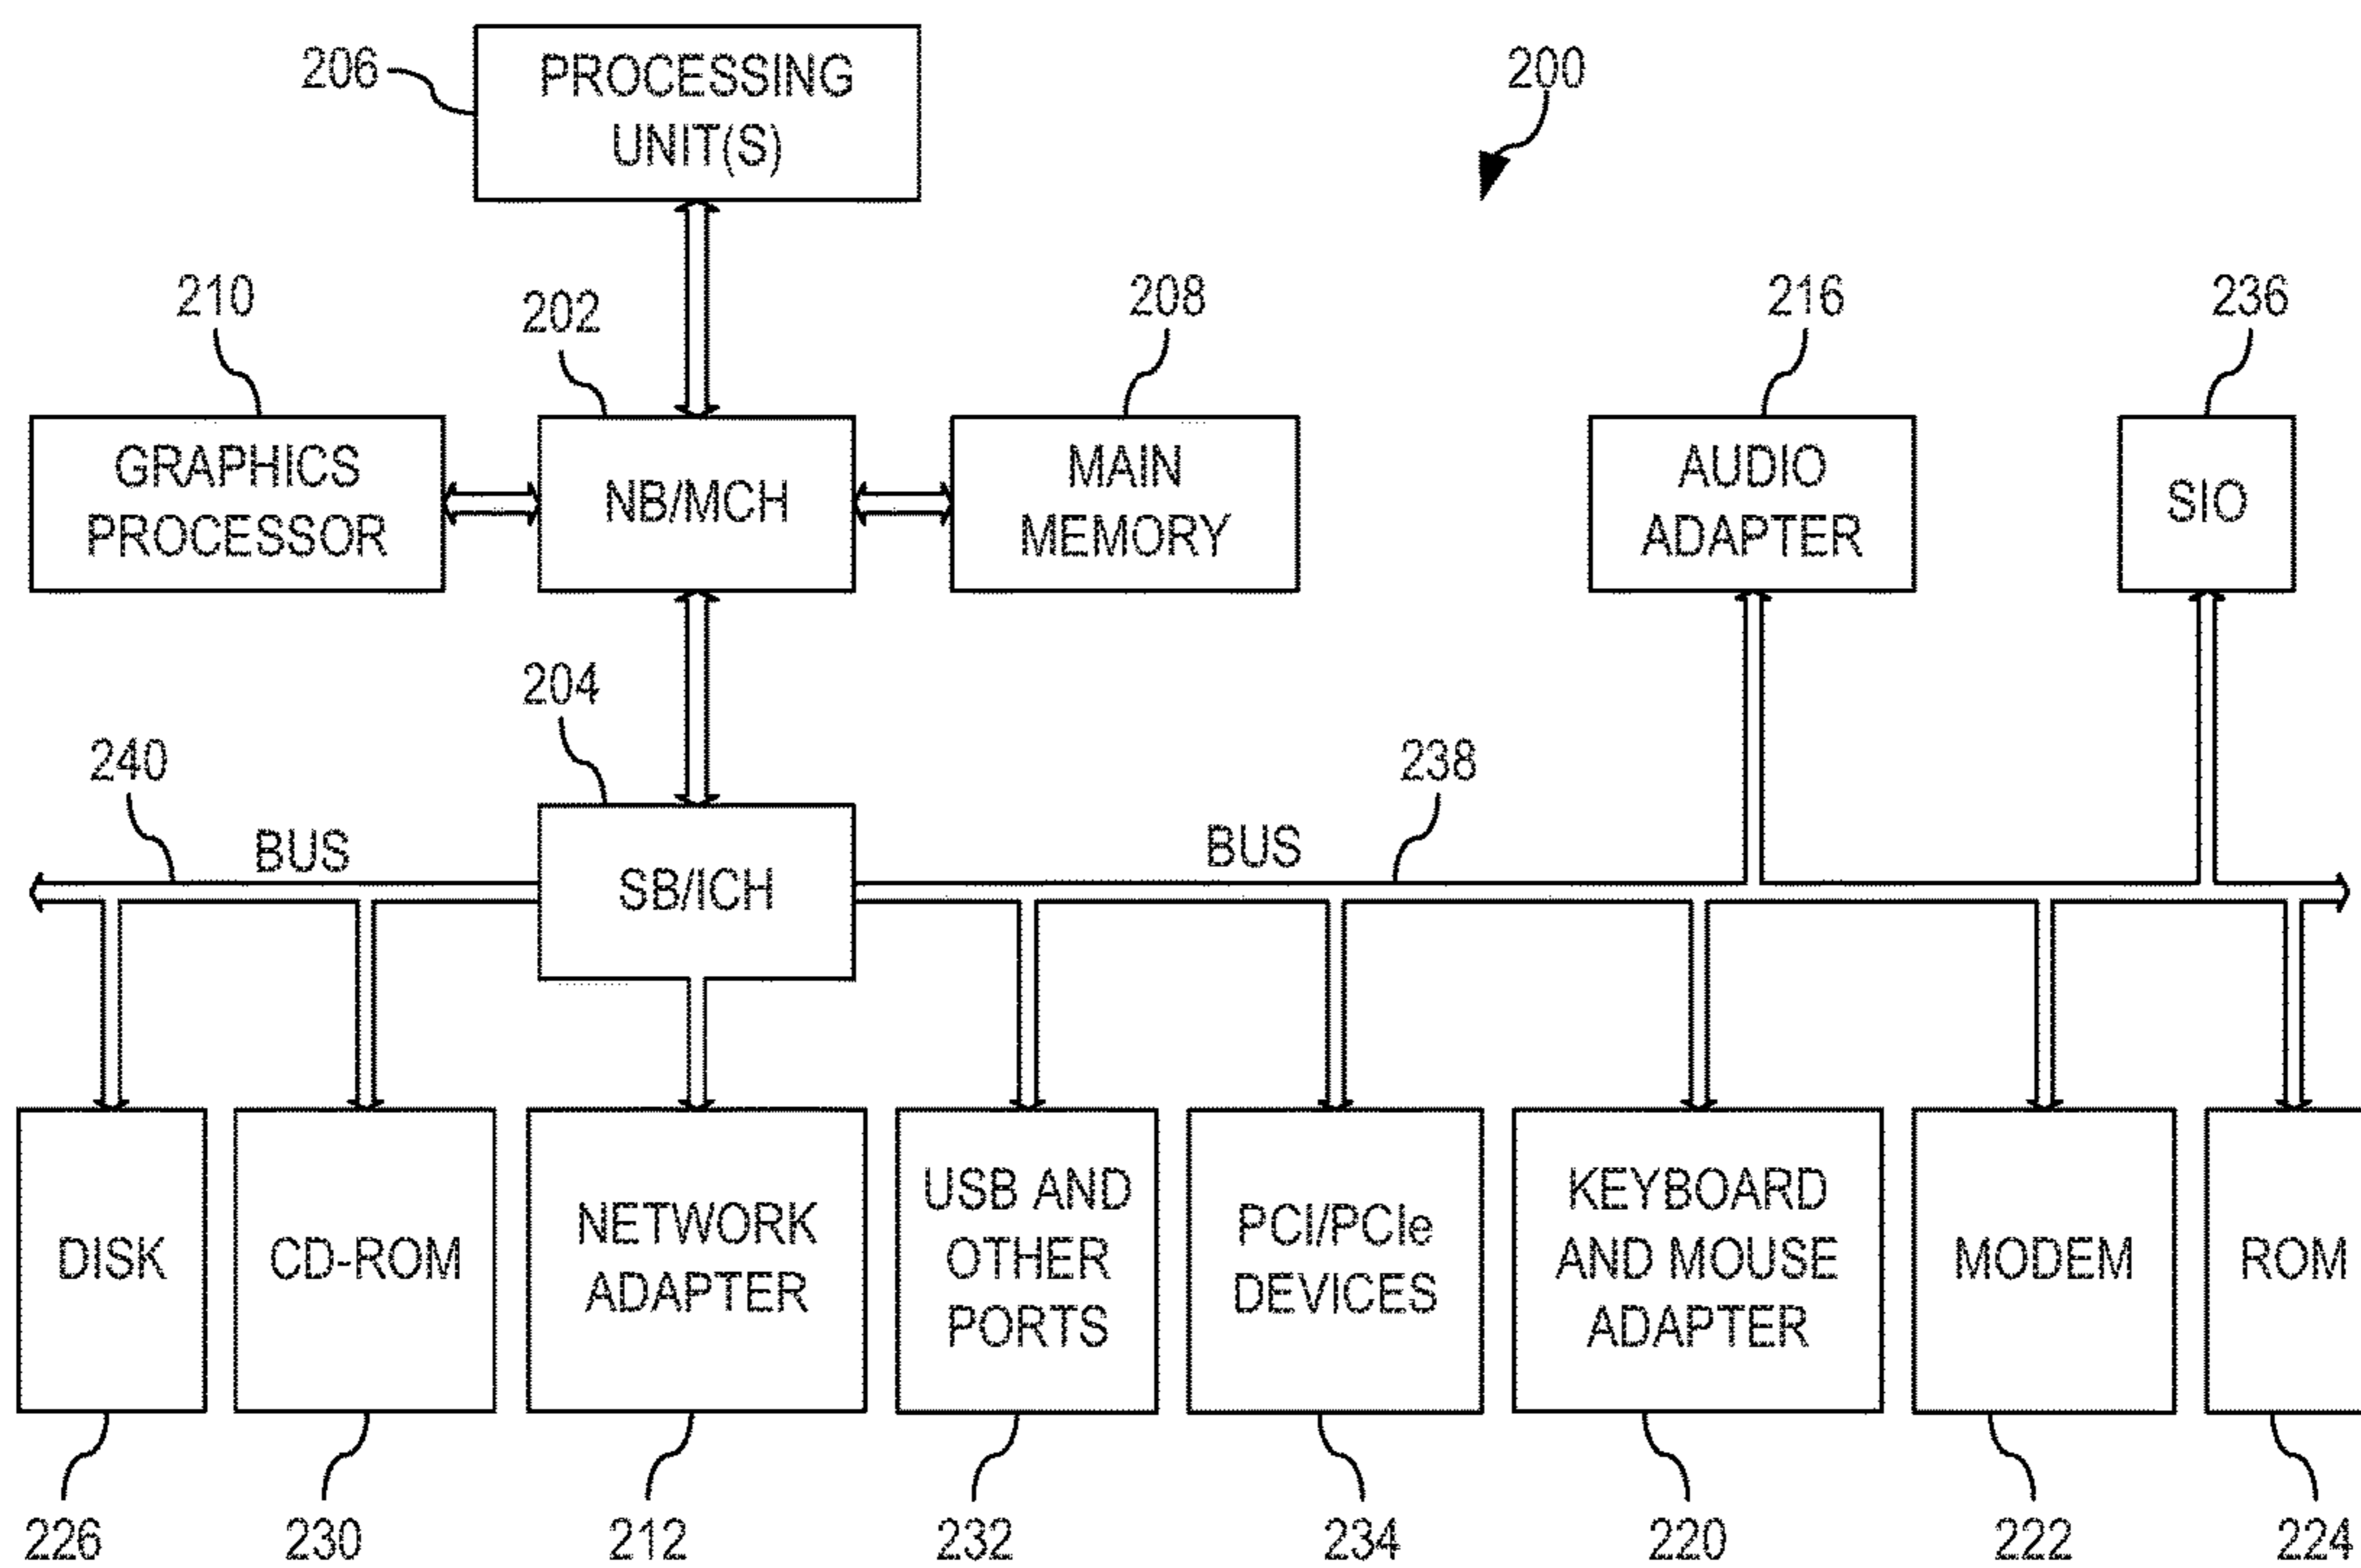 206
PROCESSING
UNIT(S)
200
210
202
208
216
236
GRAPHICS
PROCESSOR
NB/MCH
MAIN
MEMORY
AUDIO
ADAPTER
SIO
204
240
238
BUS
SB/ICH
BUS
DISK
CD-ROM
NETWORK
ADAPTER
USB AND
OTHER
PORTS
PCI/PCIe
DEVICES
KEYBOARD
AND MOUSE
ADAPTER
MODEM
ROM
226
230
212
232
234
220
222
224